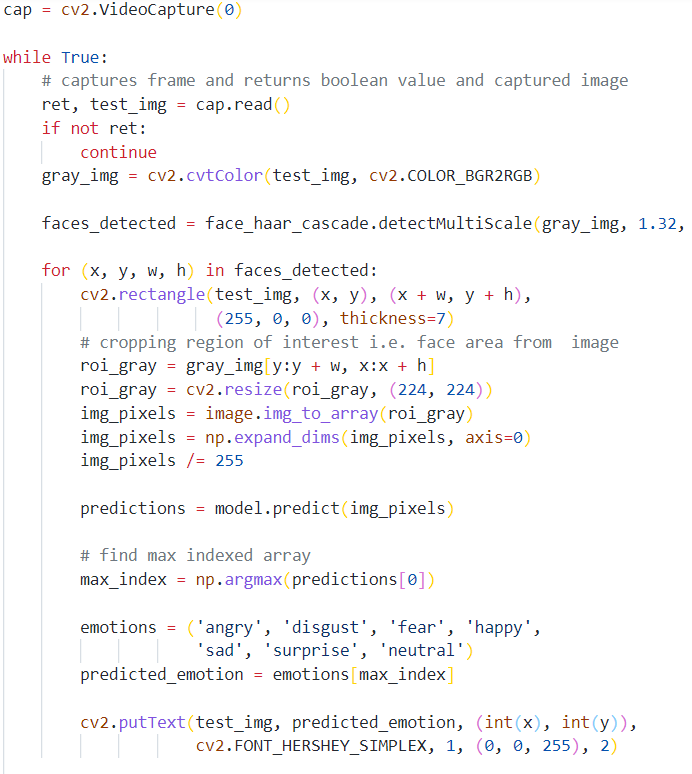 cap = cv2.VideoCapture(0)
while True:
    # captures frame and returns boolean value and captured image
    ret, test_img = cap.read()
    if not ret:
        continue
    gray_img = cv2.cvtColor(test_img, cv2.COLOR_BGR2RGB)
    faces_detected = face_haar_cascade.detectMultiScale(gray_img, 1.32,
    for (x, y, w, h) in faces_detected:
        cv2.rectangle(test_img, (x, y), (x + w, y + h),
                      (255, 0, 0), thickness=7)
        # cropping region of interest i.e. face area from  image
        roi_gray = gray_img[y:y + w, x:x + h]
        roi_gray = cv2.resize(roi_gray, (224, 224))
        img_pixels = image.img_to_array(roi_gray)
        img_pixels = np.expand_dims(img_pixels, axis=0)
        img_pixels /= 255
        predictions = model.predict(img_pixels)
        # find max indexed array
        max_index = np.argmax(predictions[0])
        emotions = ('angry', 'disgust', 'fear', 'happy',
                    'sad', 'surprise', 'neutral')
        predicted_emotion = emotions[max_index]
        cv2.putText(test_img, predicted_emotion, (int(x), int(y)),
                    cv2.FONT_HERSHEY_SIMPLEX, 1, (0, 0, 255), 2)